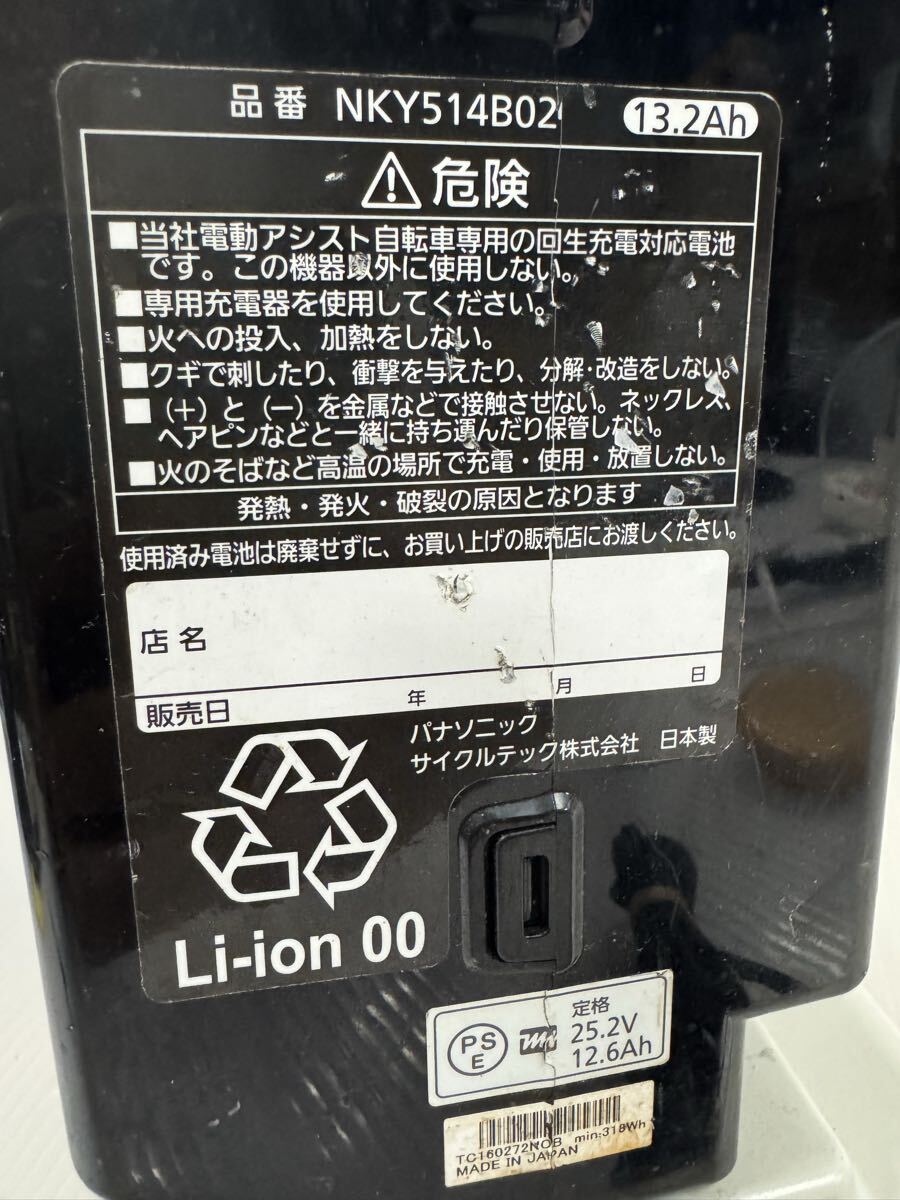 品番 NKY514B02 13.2Ah
危険
■当社電動アシスト自転車専用の回生充電対応電池
です。この機器以外に使用しない。
■専用充電器を使用してください。
■火への投入、加熱をしない。
■クギで刺したり、衝撃を与えたり、分解・改造をしない。
■(+)と(−)を金属などで接触させない。ネックレス、
ヘアピンなどと一緒に持ち運んだり保管しない。
■火のそばなど高温の場所で充電・使用・放置しない。
発熱・発火・破裂の原因となります
使用済み電池は廃棄せずに、お買い上げの販売店にお渡しください。
店名
販売日 年 月 日
パナソニック
サイクルテック株式会社 日本製
Li-ion 00
PSE
定格
25.2V
12.6Ah
TC160272NOB min:318Wh
MADE IN JAPAN